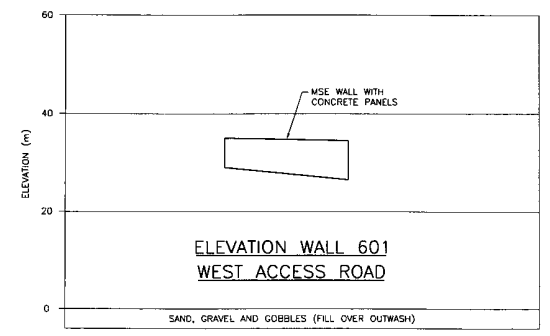 60
MSE WALL WITH
CONCRETE PANELS
40
ELEVATION (m)
20
ELEVATION WALL 601
WEST ACCESS ROAD
0
SAND, GRAVEL AND GOBBLES (FILL OVER OUTWASH)